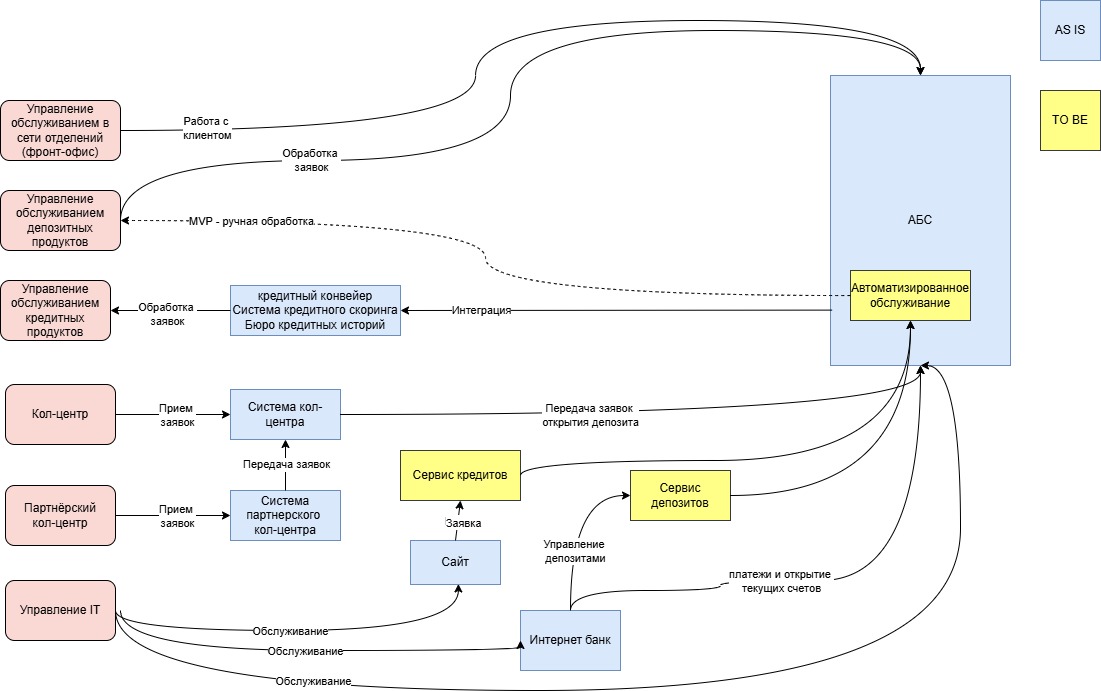 AS IS
TO BE
Управление
обслуживанием в
сети отделений
(фронт-офис)
Работа с
клиентом
Обработка
заявок
Управление
обслуживанием
депозитных
продуктов
MVP - ручная обработка
АБС
Автоматизированное
обслуживание
Управление
обслуживанием
кредитных
продуктов
Обработка
заявок
кредитный конвейер
Система кредитного скоринга
Бюро кредитных историй
Интеграция
Кол-центр
Прием
заявок
Система кол-
центра
Передача заявок
открытия депозита
Передача заявок
Партнёрский
кол-центр
Прием
заявок
Система
партнерского
кол-центра
Сервис кредитов
Сервис
депозитов
Заявка
Сайт
Управление
депозитами
платежи и открытие
текущих счетов
Управление IT
Обслуживание
Обслуживание
Обслуживание
Интернет банк